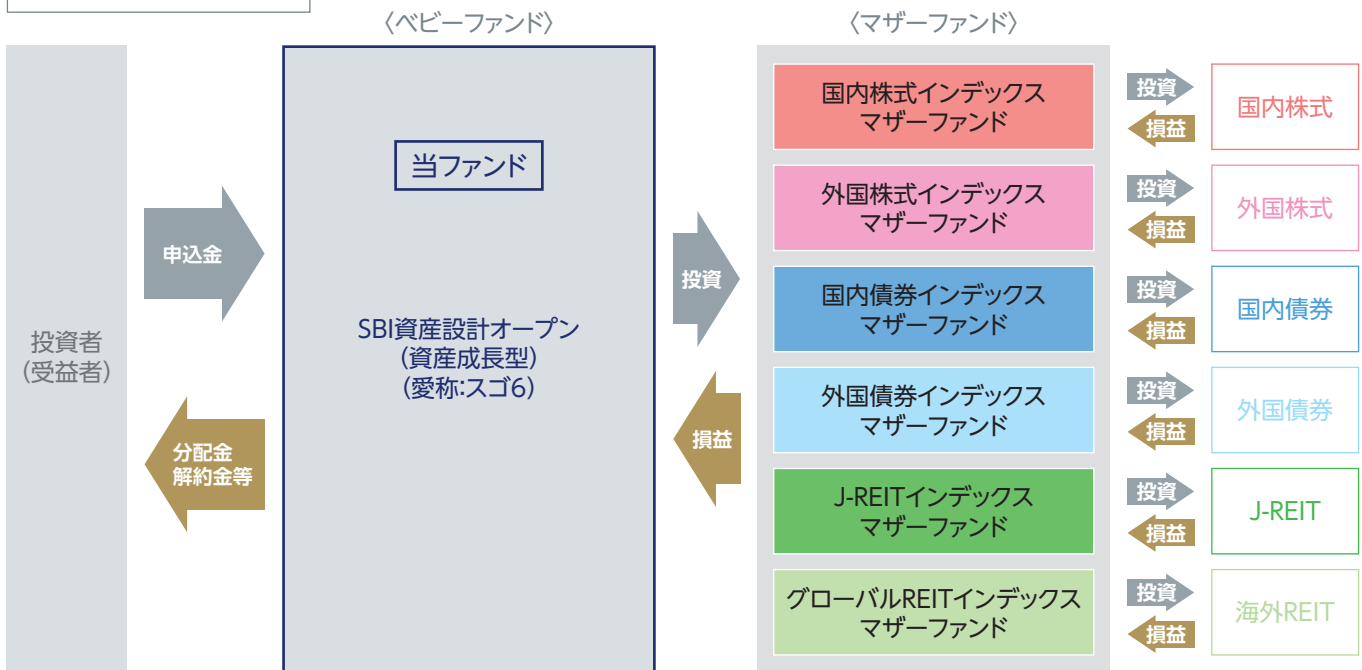 〈ベビーファンド〉
〈マザーファンド〉
投資者
(受益者)
申込金
分配金
解約金等
当ファンド
SBI資産設計オープン
(資産成長型)
(愛称:スゴ6)
投資
損益
国内株式インデックス
マザーファンド
投資
損益
国内株式
外国株式インデックス
マザーファンド
投資
損益
外国株式
国内債券インデックス
マザーファンド
投資
損益
国内債券
外国債券インデックス
マザーファンド
投資
損益
外国債券
J-REITインデックス
マザーファンド
投資
損益
J-REIT
グローバルREITインデックス
マザーファンド
投資
損益
海外REIT